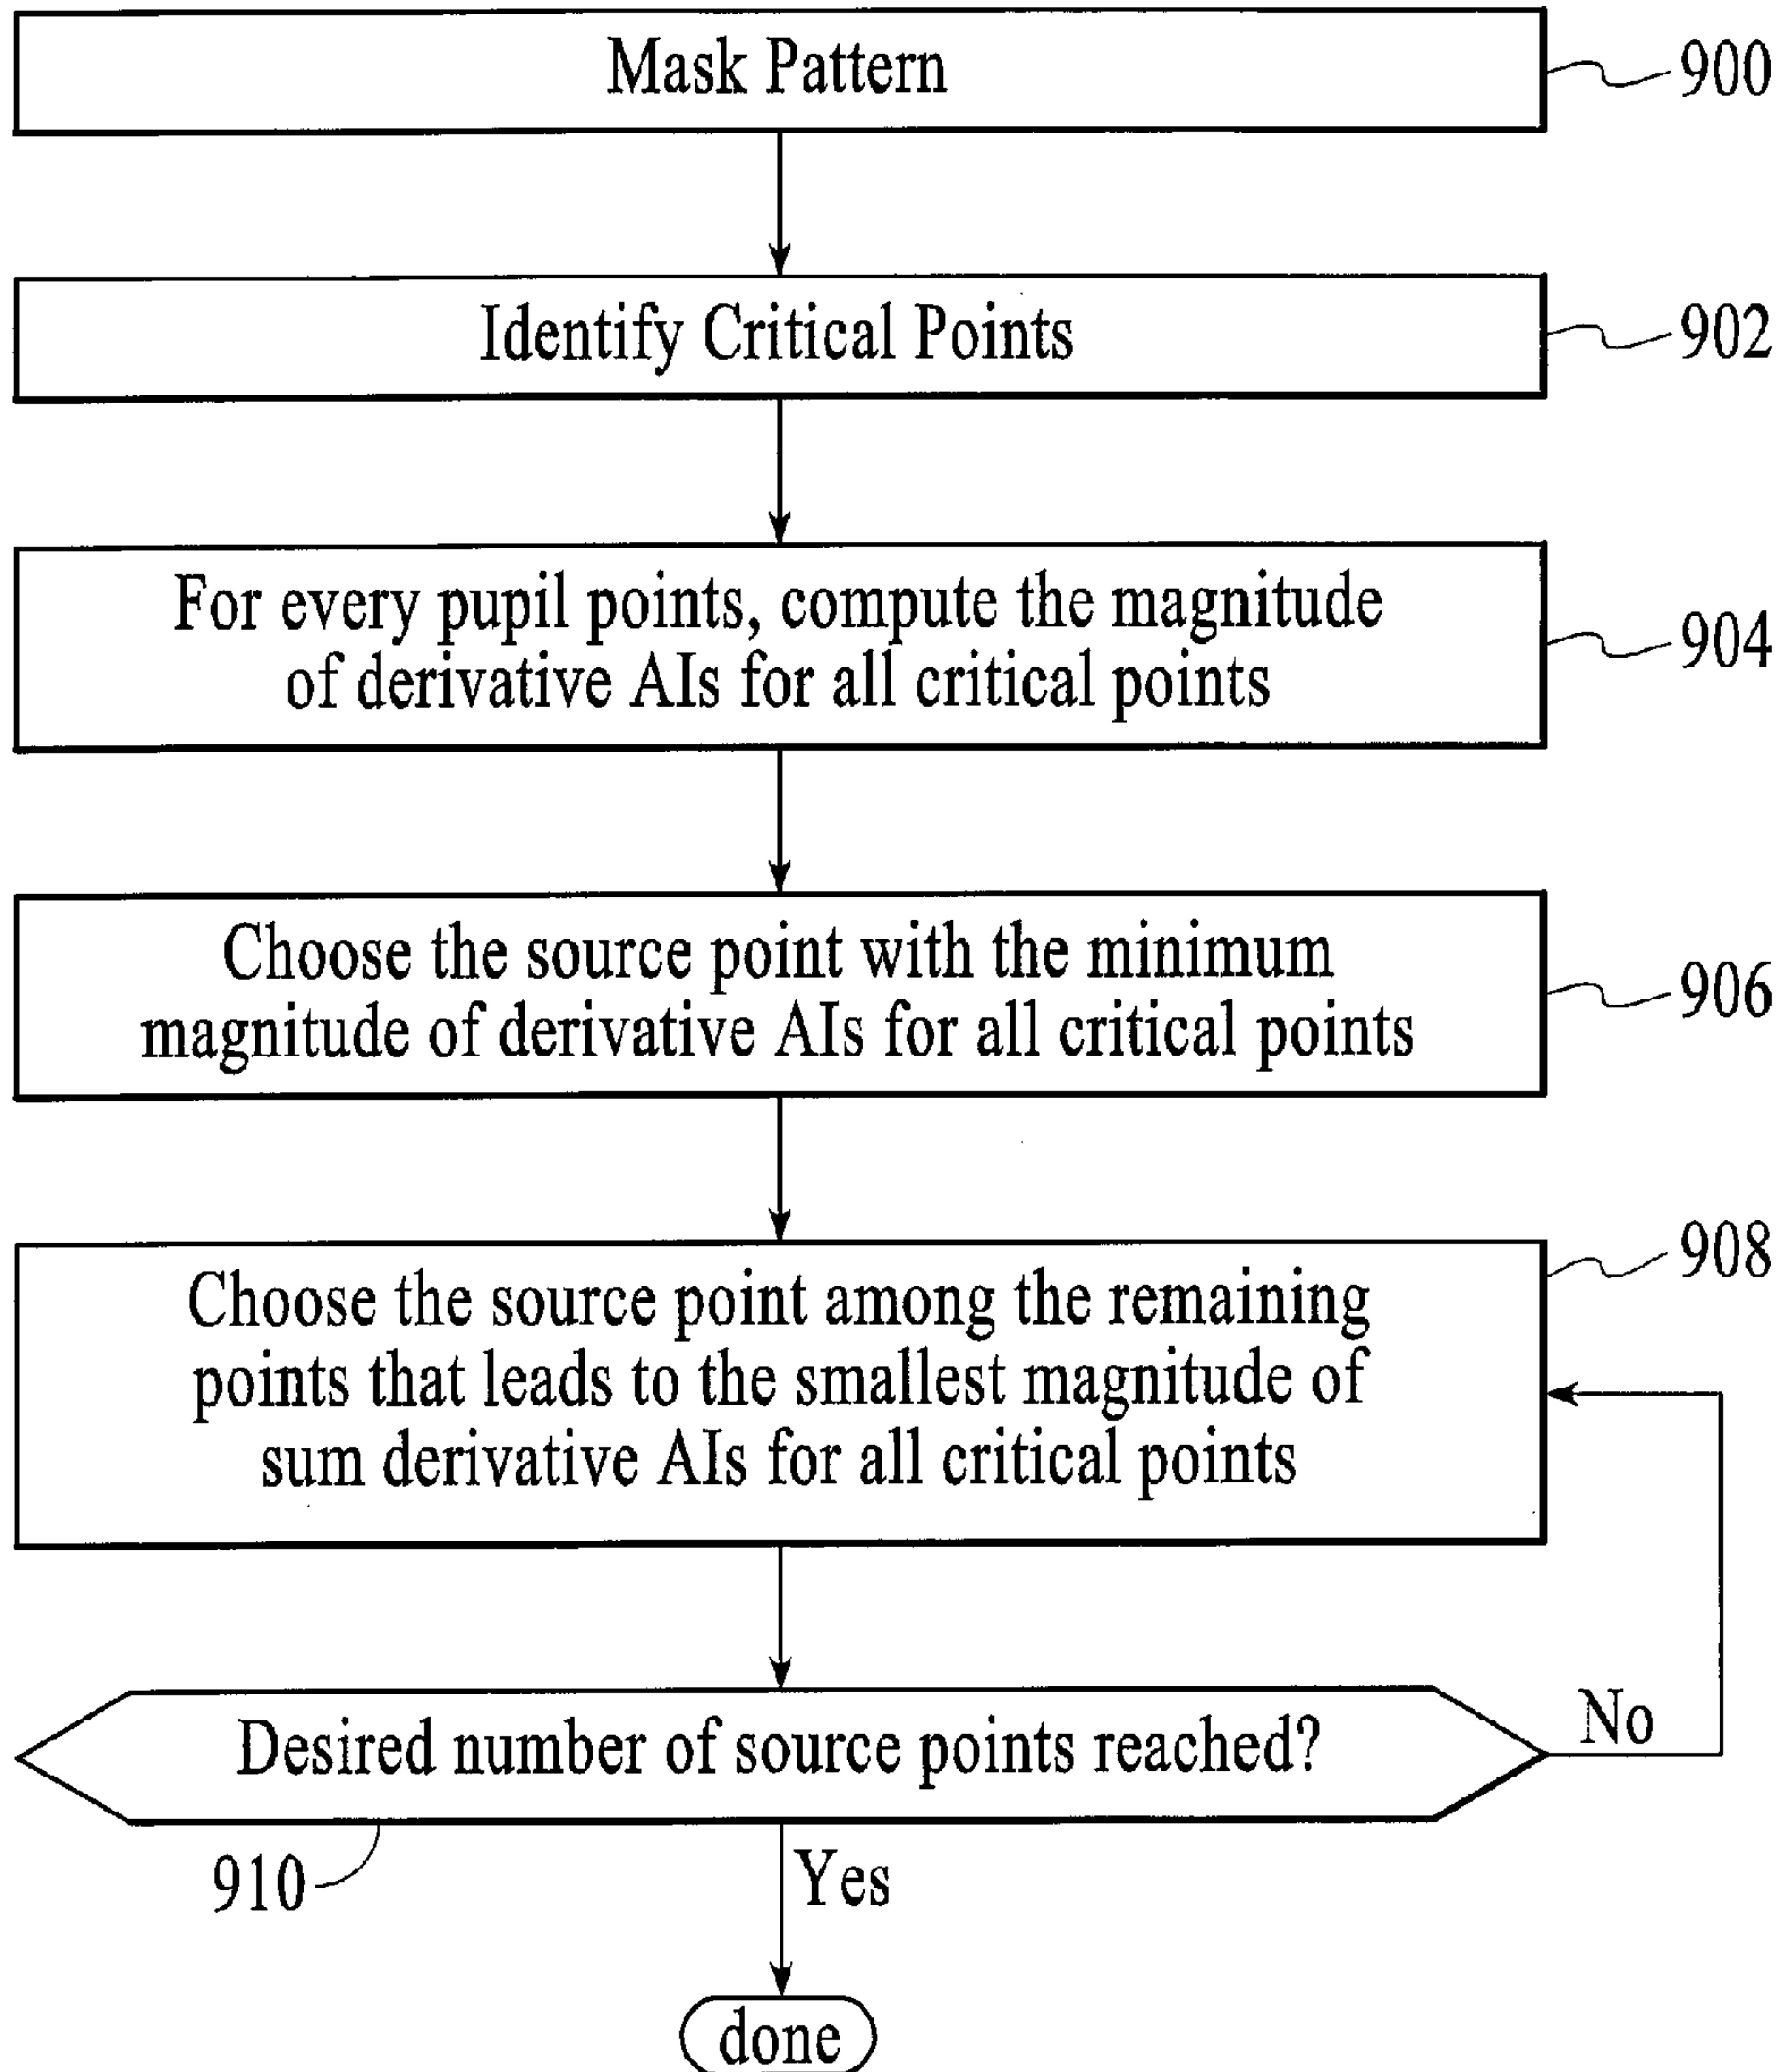 Mask Pattern
900
Identify Critical Points
902
For every pupil points, compute the magnitude
of derivative AIs for all critical points
904
Choose the source point with the minimum
magnitude of derivative AIs for all critical points
906
Choose the source point among the remaining
points that leads to the smallest magnitude of
sum derivative AIs for all critical points
908
Desired number of source points reached?
No
910
Yes
done